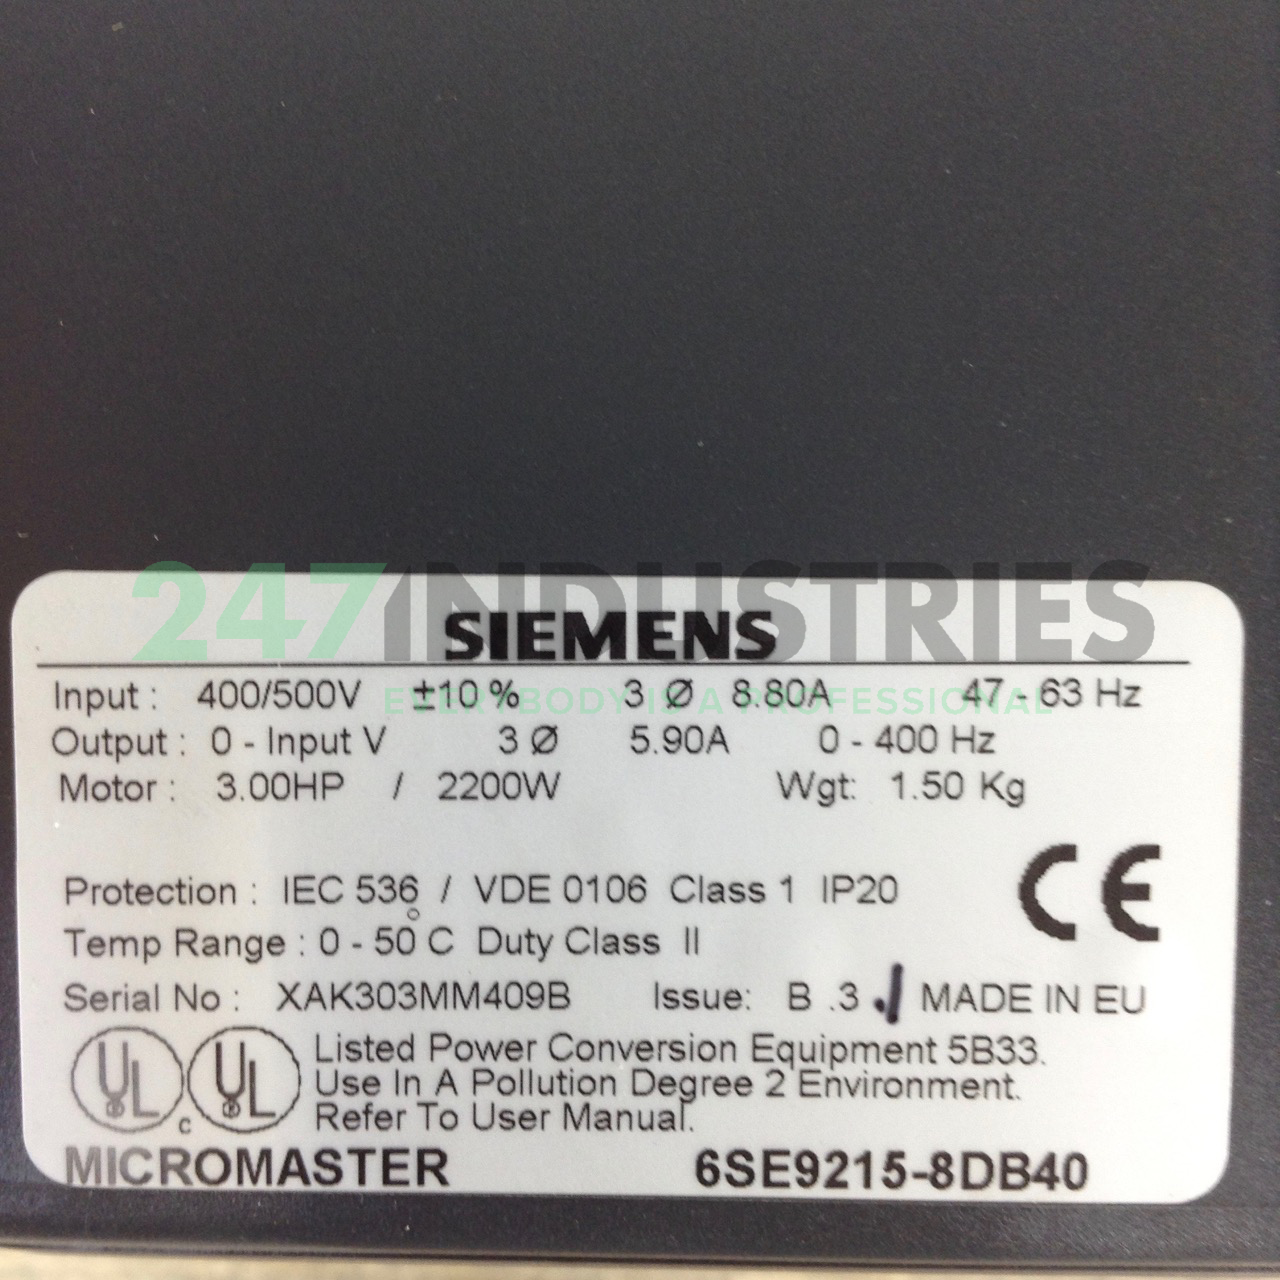 247INDUSTRIES
EVERYBODY IS A PROFESSIONAL
SIEMENS
Input : 400/500V ±10 % 3 Ø 8.80A 47 - 63 Hz
Output : 0 - Input V 3 Ø 5.90A 0 - 400 Hz
Motor : 3.00HP / 2200W Wgt: 1.50 Kg
Protection : IEC 536 / VDE 0106 Class 1 IP20
Temp Range : 0 - 50°C Duty Class II
Serial No : XAK303MM409B Issue: B .3 .1 MADE IN EU
CE
UL c UL
Listed Power Conversion Equipment 5B33.
Use In A Pollution Degree 2 Environment.
Refer To User Manual.
MICROMASTER 6SE9215-8DB40